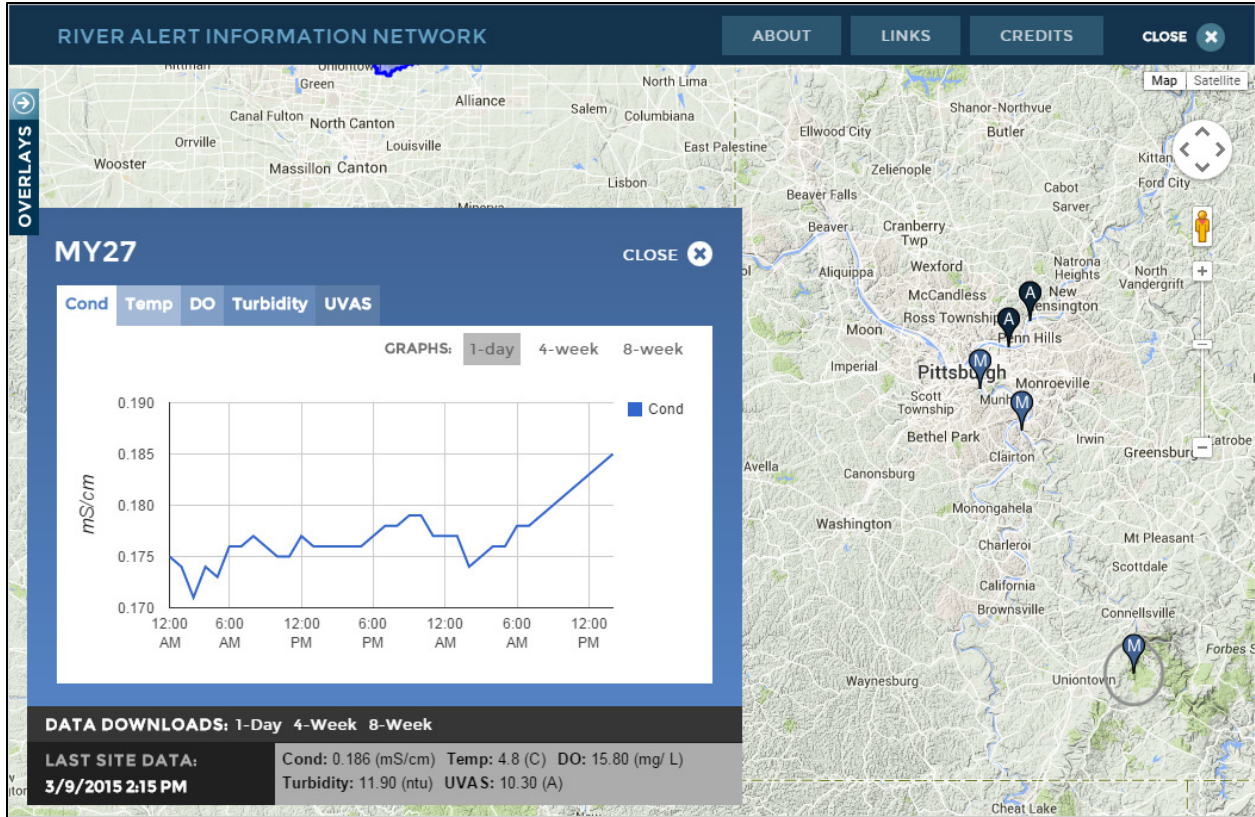 RIVER ALERT INFORMATION NETWORK
ABOUT
LINKS
CREDITS
CLOSE
Map
Satellite
OVERLAYS
Green
North Lima
Alliance
Salem
Columbiana
Canal Fulton
North Canton
Orrville
Louisville
East Palestine
Wooster
Massillon
Canton
Lisbon
Minerva
Shanor-Northvue
Butler
Ellwood City
Zelienople
Ford City
Cabot
Sarver
Beaver Falls
Beaver
Cranberry
Twp
Aliquippa
Wexford
Natrona
Heights
North
Vandergrift
McCandless
New
Ross Township
Penn Hills
Moon
Imperial
Pittsburgh
Monroeville
Scott
Township
Bethel Park
Irwin
Clairton
Avella
Canonsburg
Monongahela
Washington
Charleroi
Mt Pleasant
Scottdale
California
Brownsville
Connellsville
Waynesburg
Uniontown
Cheat Lake
A
A
M
M
M
MY27
CLOSE
Cond Temp DO Turbidity UVAS
GRAPHS: 1-day 4-week 8-week
Cond
mS/cm
0.190
0.185
0.180
0.175
0.170
12:00 6:00 12:00 6:00 12:00 6:00 12:00
AM AM PM PM AM AM PM
DATA DOWNLOADS: 1-Day 4-Week 8-Week
LAST SITE DATA:
3/9/2015 2:15 PM
Cond: 0.186 (mS/cm) Temp: 4.8 (C) DO: 15.80 (mg/ L)
Turbidity: 11.90 (ntu) UVAS: 10.30 (A)